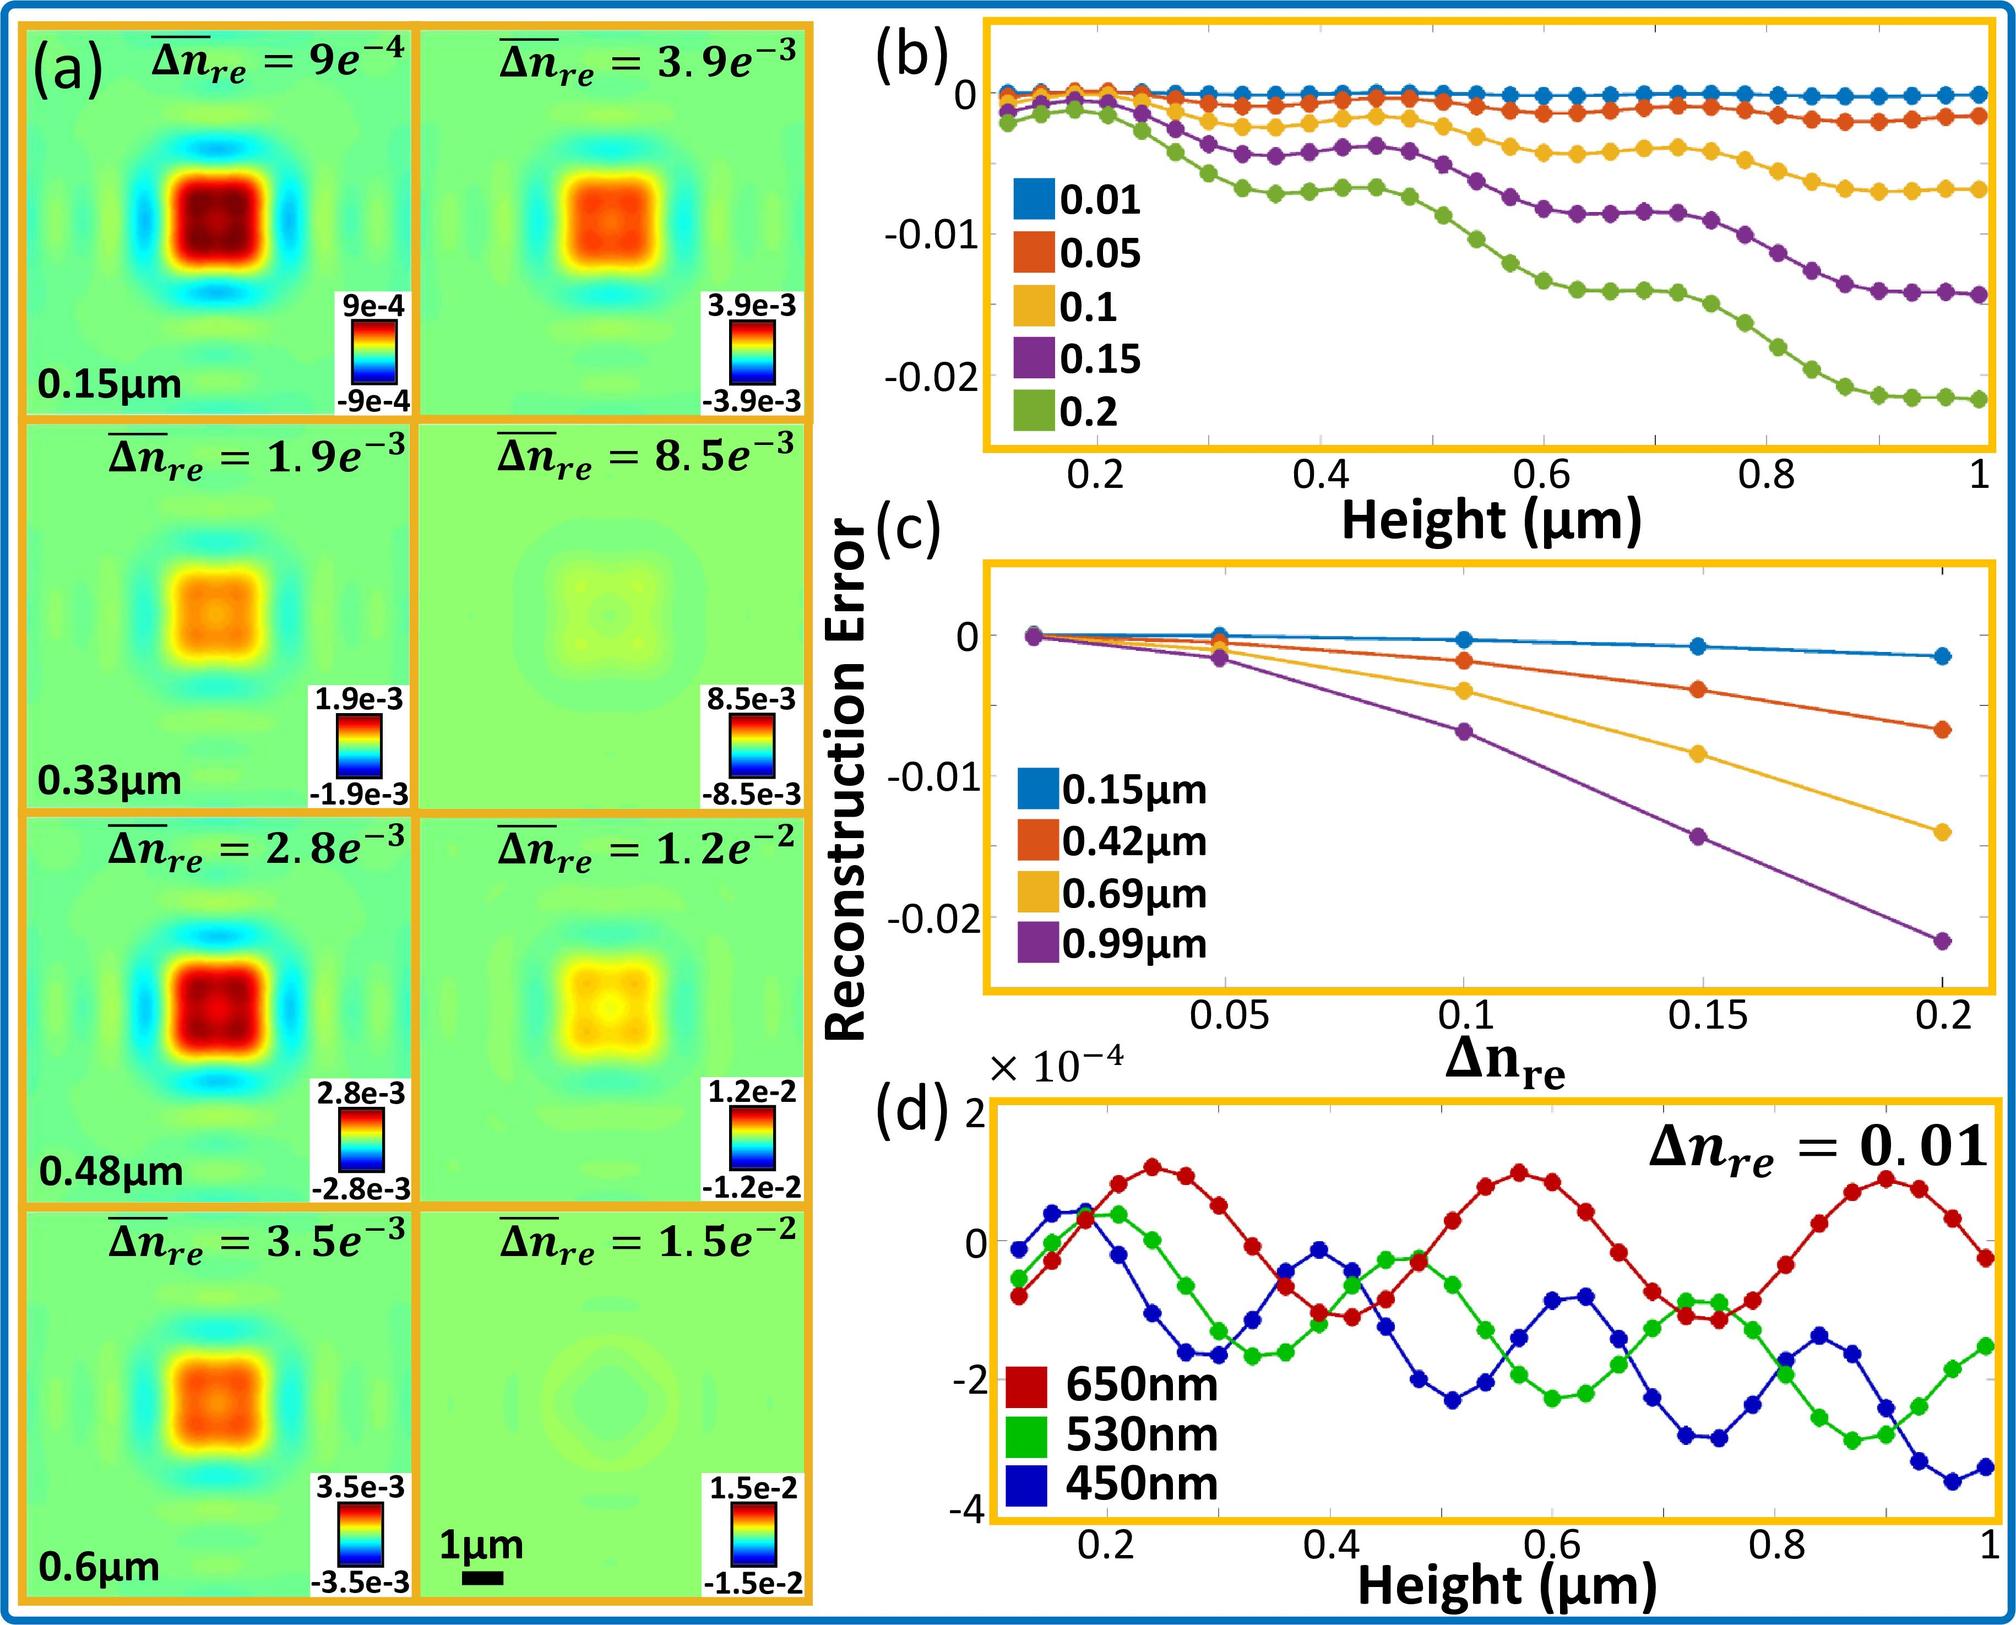 (a)
Δn̅re = 9e⁻⁴
9e-4
-9e-4
0.15μm
Δn̅re = 3.9e⁻³
3.9e-3
-3.9e-3
Δn̅re = 1.9e⁻³
1.9e-3
-1.9e-3
0.33μm
Δn̅re = 8.5e⁻³
8.5e-3
-8.5e-3
Δn̅re = 2.8e⁻³
2.8e-3
-2.8e-3
0.48μm
Δn̅re = 1.2e⁻²
1.2e-2
-1.2e-2
Δn̅re = 3.5e⁻³
3.5e-3
-3.5e-3
0.6μm
Δn̅re = 1.5e⁻²
1.5e-2
-1.5e-2
1μm
Reconstruction Error
(b)
0
-0.01
-0.02
0.01
0.05
0.1
0.15
0.2
0.2 0.4 0.6 0.8 1
Height (μm)
(c)
0
-0.01
-0.02
0.15μm
0.42μm
0.69μm
0.99μm
0.05 0.1 0.15 0.2
Δnre
× 10⁻⁴
(d)
2
0
-2
-4
Δnre = 0.01
650nm
530nm
450nm
0.2 0.4 0.6 0.8 1
Height (μm)